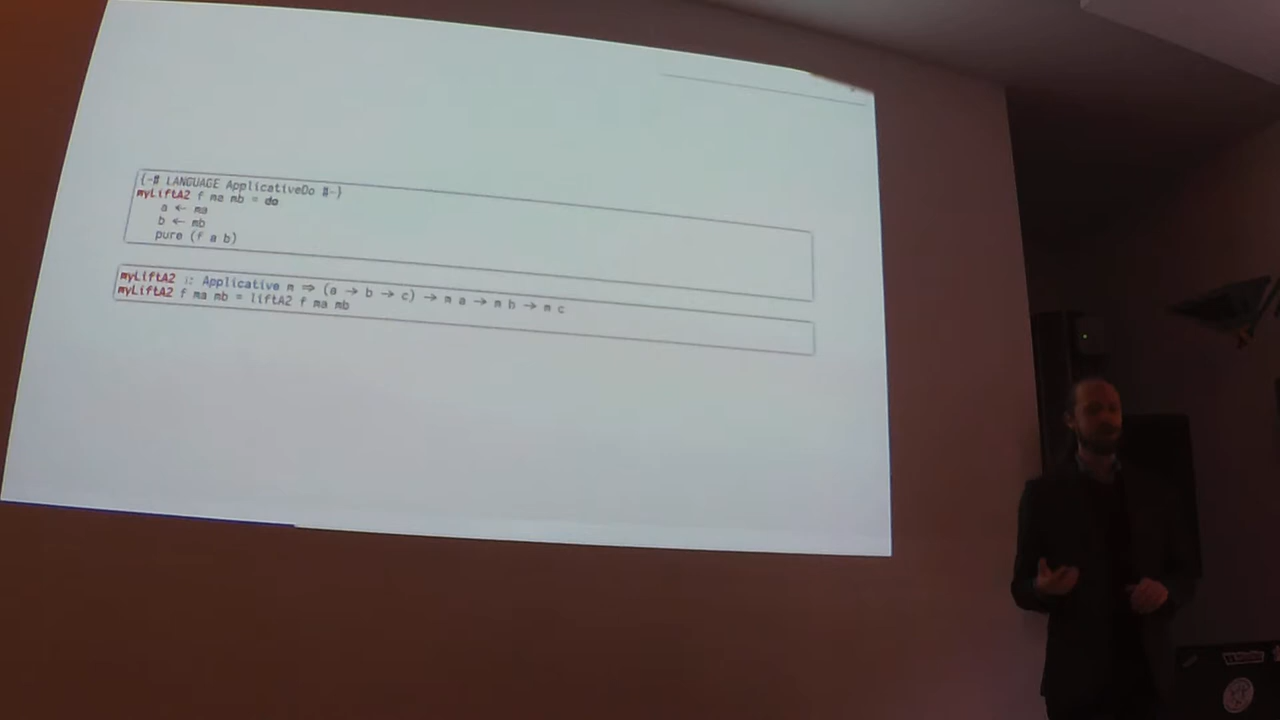 {-# LANGUAGE ApplicativeDo #-}
myLiftA2 f ma mb = do
a ← ma
b ← mb
pure (f a b)
myLiftA2 :: Applicative m ⇒ (a → b → c) → m a → m b → m c
myLiftA2 f ma mb = liftA2 f ma mb